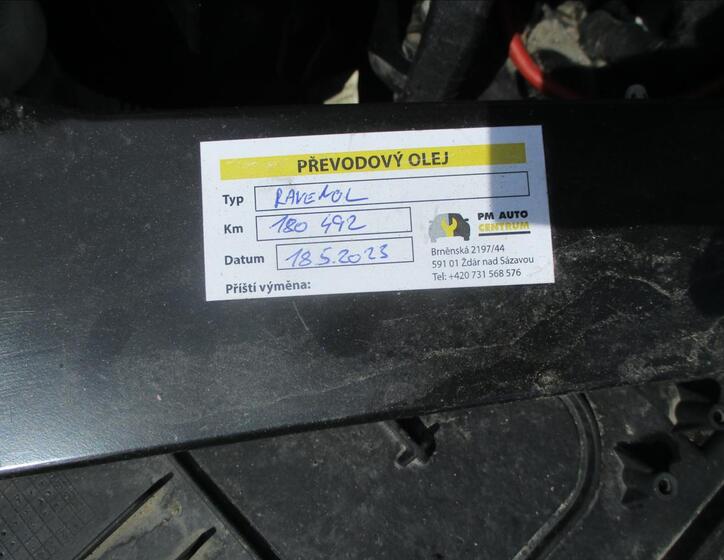 PŘEVODOVÝ OLEJ
Typ RAVENOL
Km 180 492
Datum 18.5.2023
PM AUTO
CENTRUM
Brněnská 2197/44
591 01 Žďár nad Sázavou
Tel: +420 731 568 576
Příští výměna: